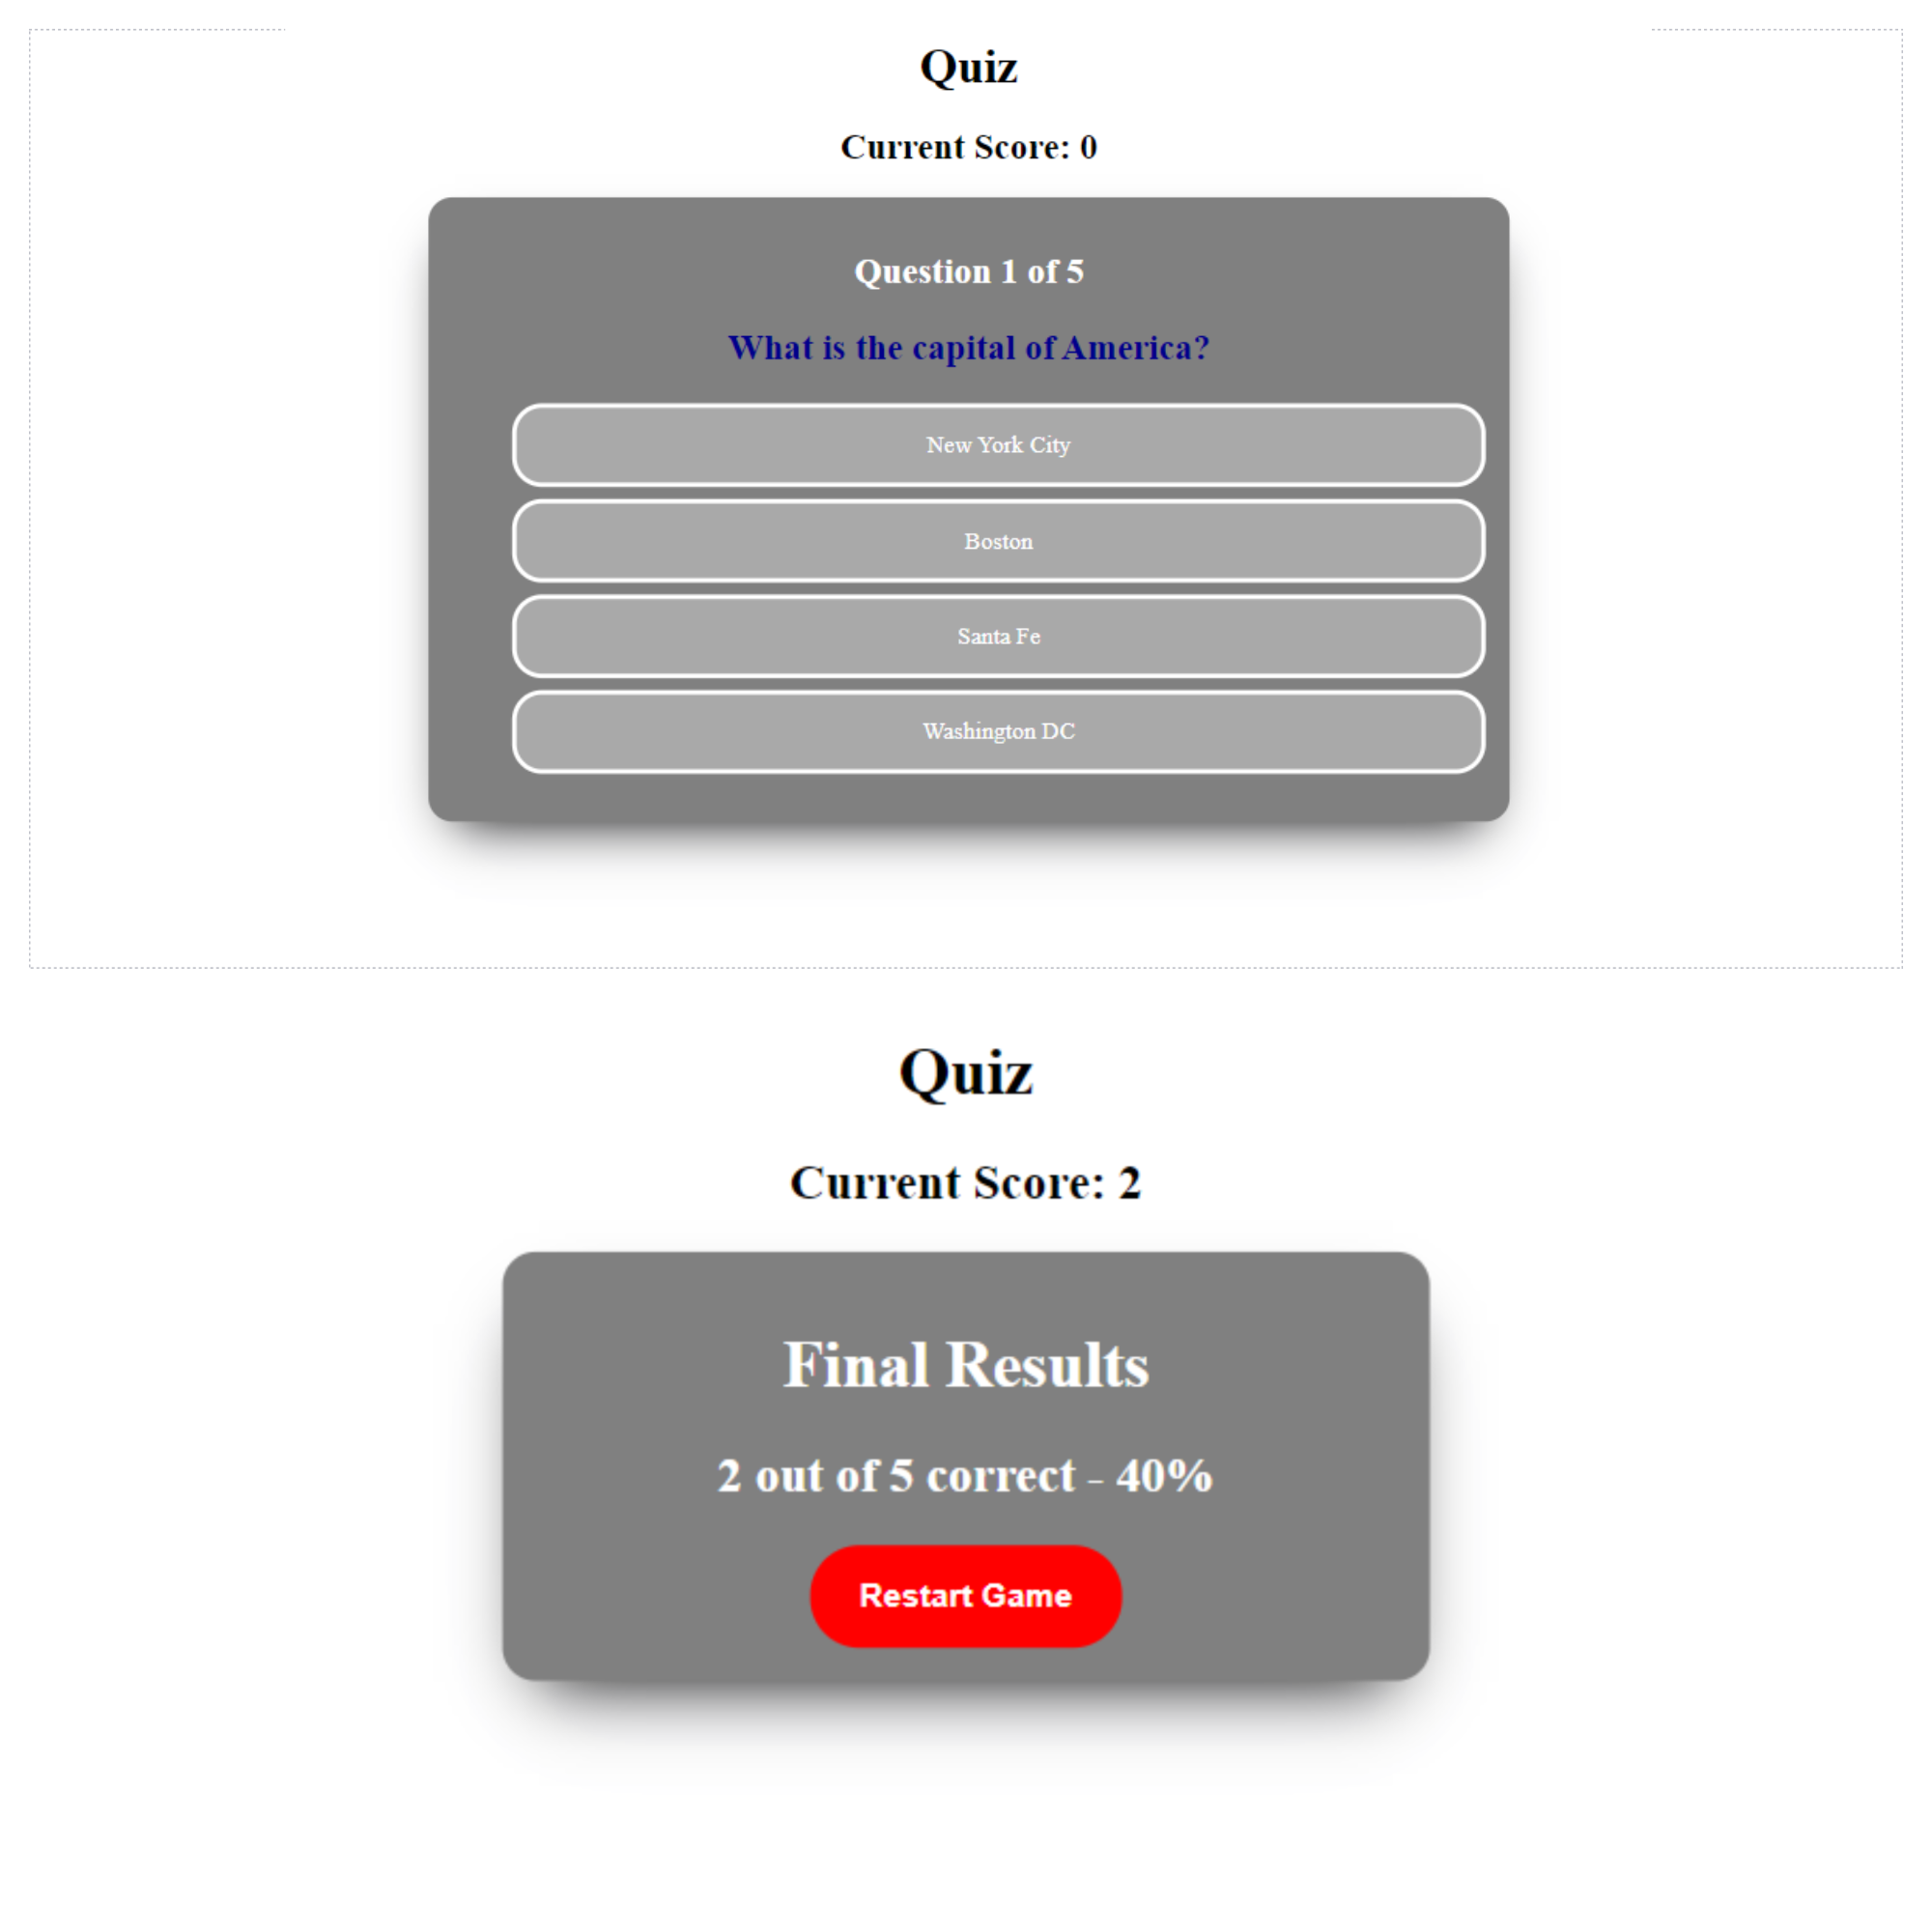 Quiz
Current Score: 0
Question 1 of 5
What is the capital of America?
New York City
Boston
Santa Fe
Washington DC
Quiz
Current Score: 2
Final Results
2 out of 5 correct - 40%
Restart Game